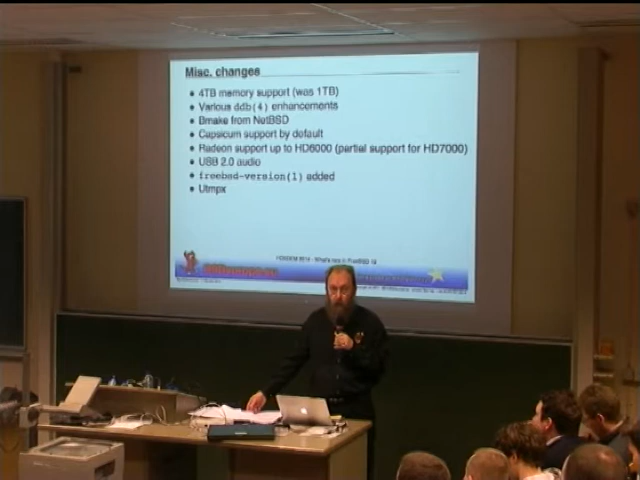 Misc. changes
4TB memory support (was 1TB)
Various ddb(4) enhancements
Bmake from NetBSD
Capsicum support by default
Radeon support up to HD6000 (partial support for HD7000)
USB 2.0 audio
freebsd-version(1) added
Utmpx
FOSDEM 2014 - What's new in FreeBSD 10